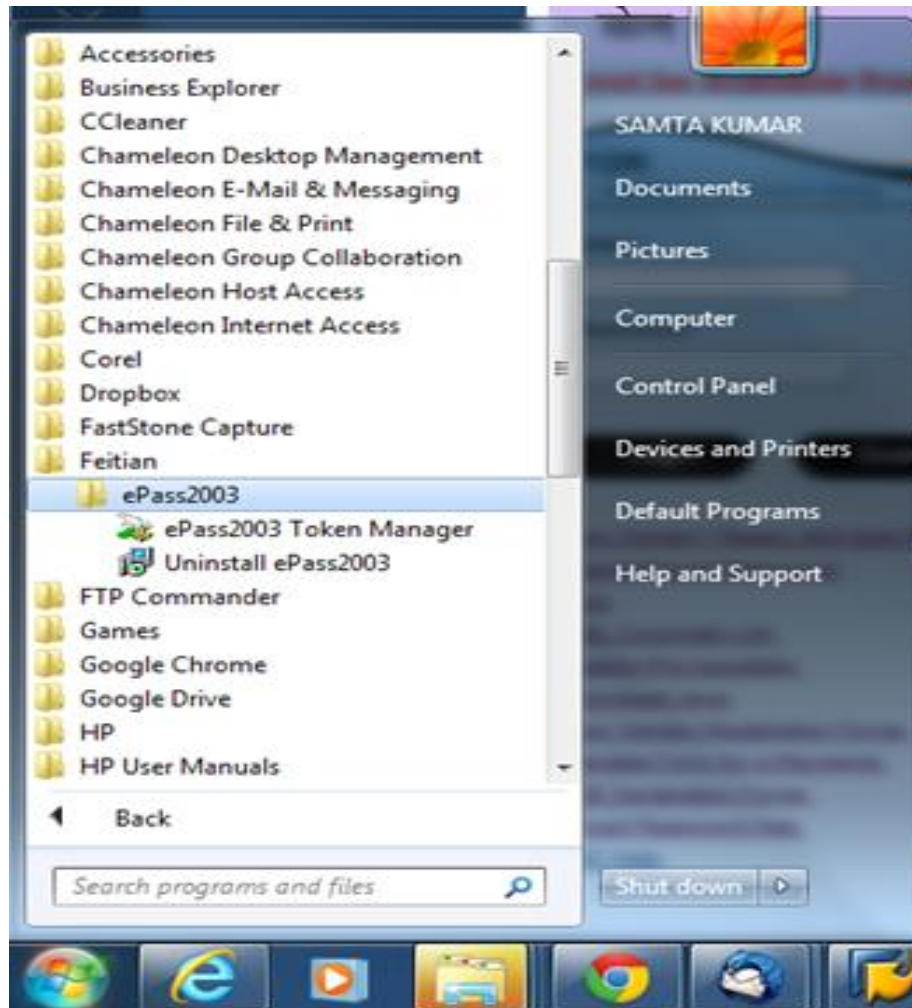 Accessories
Business Explorer
CCleaner
Chameleon Desktop Management
Chameleon E-Mail & Messaging
Chameleon File & Print
Chameleon Group Collaboration
Chameleon Host Access
Chameleon Internet Access
Corel
Dropbox
FastStone Capture
Feitian
ePass2003
ePass2003 Token Manager
Uninstall ePass2003
FTP Commander
Games
Google Chrome
Google Drive
HP
HP User Manuals
Back
Search programs and files
SAMTA KUMAR
Documents
Pictures
Computer
Control Panel
Devices and Printers
Default Programs
Help and Support
Shut down